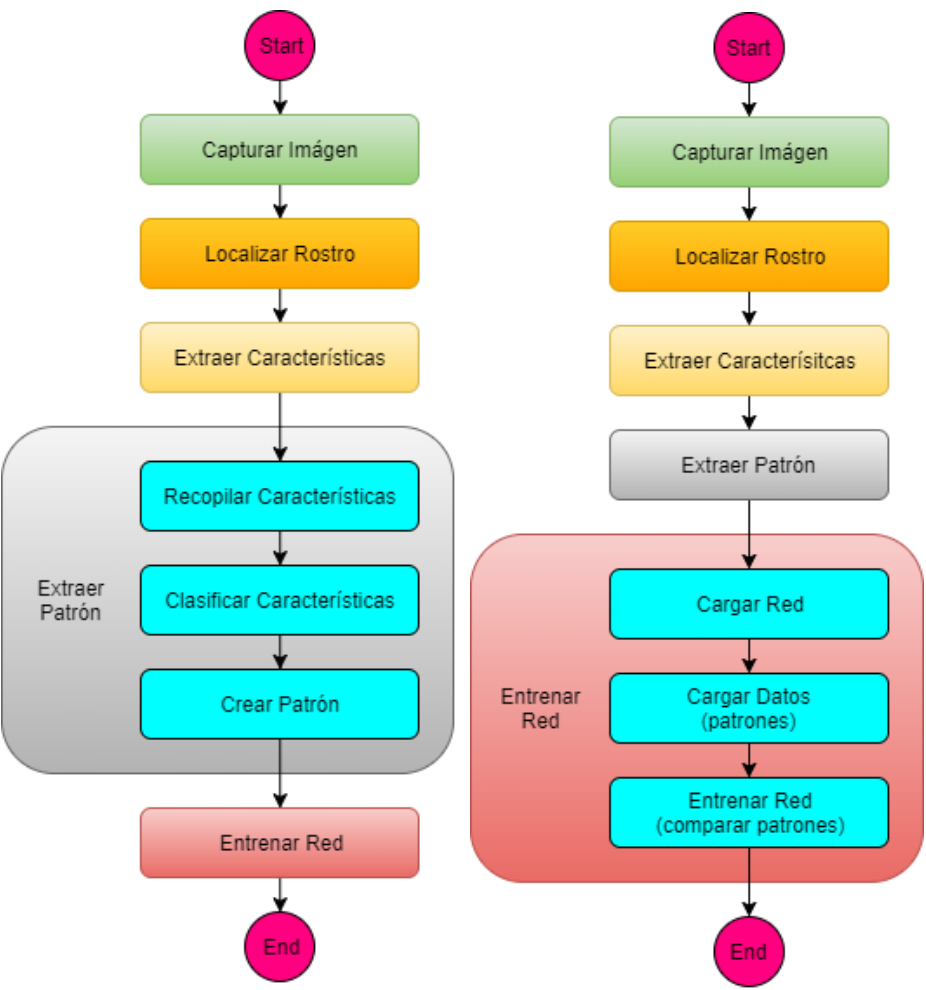 Start
Capturar Imágen
Localizar Rostro
Extraer Características
Extraer
Patrón
Recopilar Características
Clasificar Características
Crear Patrón
Entrenar Red
End
Start
Capturar Imágen
Localizar Rostro
Extraer Caracterísitcas
Extraer Patrón
Entrenar
Red
Cargar Red
Cargar Datos
(patrones)
Entrenar Red
(comparar patrones)
End